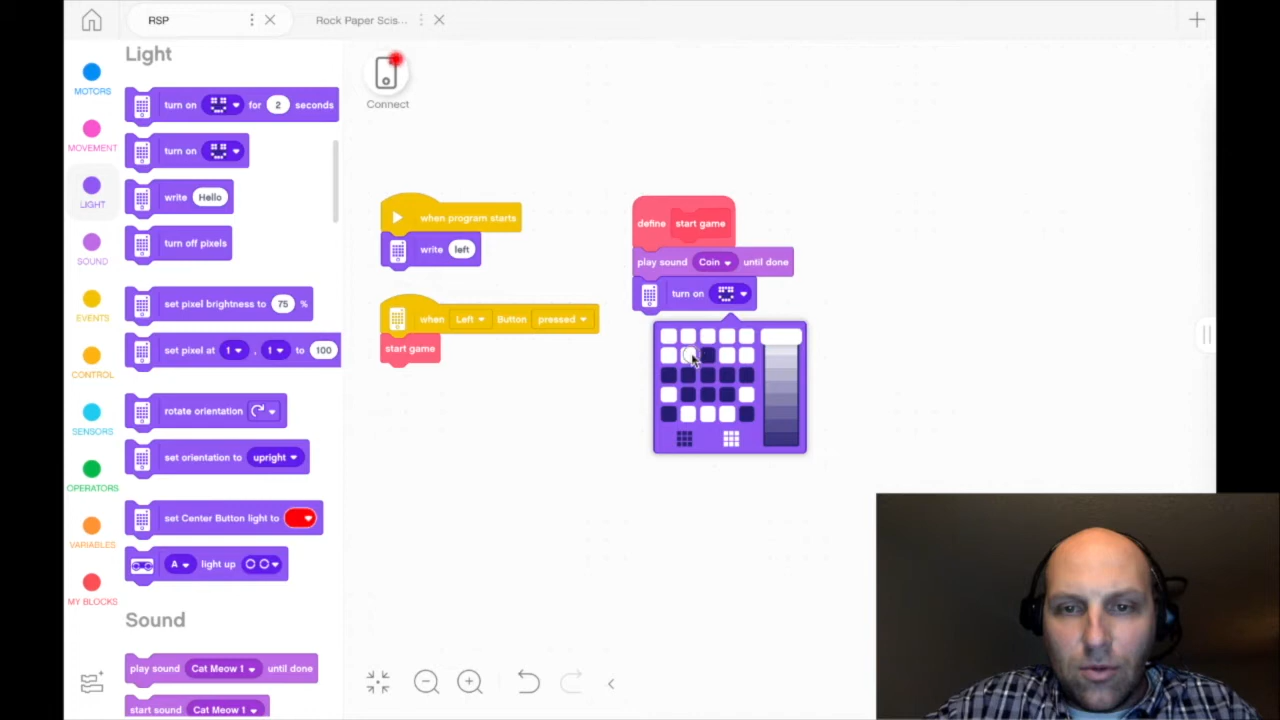 RSP
Rock Paper Scis...
Light
Connect
MOTORS
MOVEMENT
LIGHT
SOUND
EVENTS
CONTROL
SENSORS
OPERATORS
VARIABLES
MY BLOCKS
turn on for 2 seconds
turn on
write Hello
turn off pixels
set pixel brightness to 75 %
set pixel at 1 , 1 to 100
rotate orientation
set orientation to upright
set Center Button light to
A light up
Sound
play sound Cat Meow 1 until done
start sound Cat Meow 1
when program starts
write left
when Left Button pressed
start game
define start game
play sound Coin until done
turn on